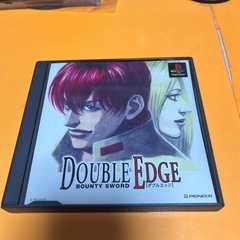 DOUBLE EDGE
BOUNTY SWORD [ダブルエッジ]
PIONEER